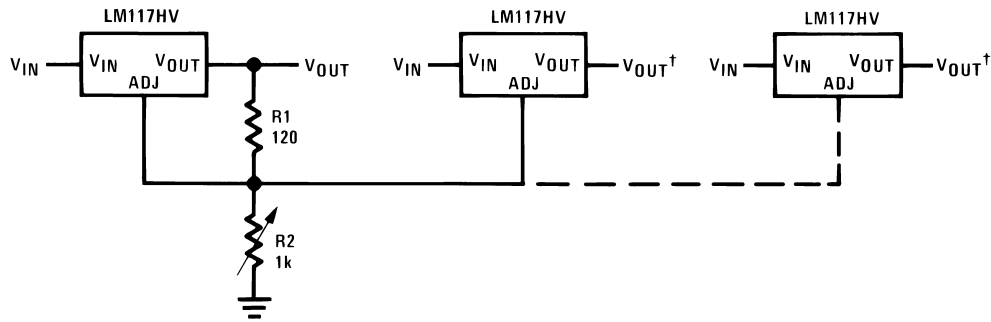 LM117HV
LM117HV
LM117HV
VIN
VIN
VOUT
ADJ
VOUT
VIN
VIN
VOUT
ADJ
VOUT†
VIN
VIN
VOUT
ADJ
VOUT†
R1
120
R2
1k